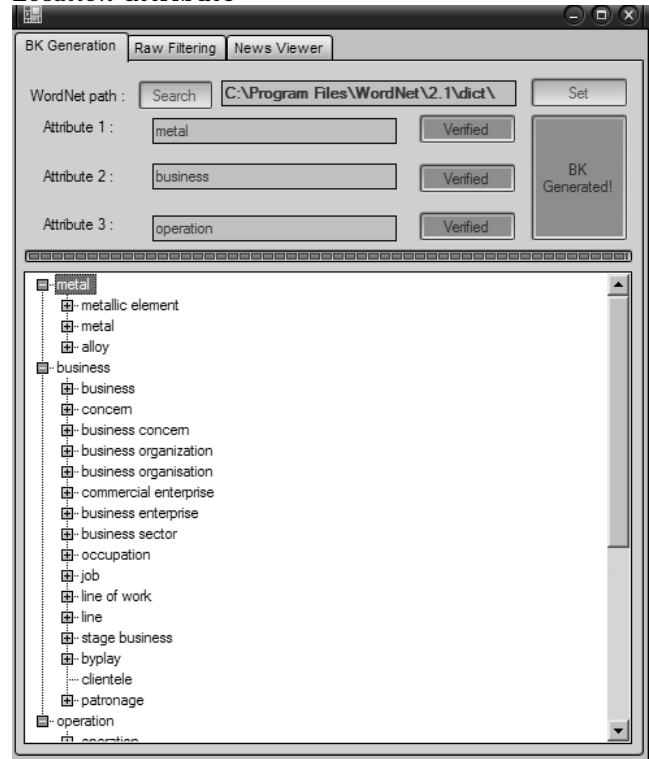 BK Generation Raw Filtering News Viewer
WordNet path : Search C:\Program Files\WordNet\2.1\dict\ Set
Attribute 1 : metal Verified
Attribute 2 : business Verified
BK
Generated!
Attribute 3 : operation Verified
metal
metallic element
metal
alloy
business
business
concern
business concern
business organization
business organisation
commercial enterprise
business enterprise
business sector
occupation
job
line of work
line
stage business
byplay
clientele
patronage
operation
operation